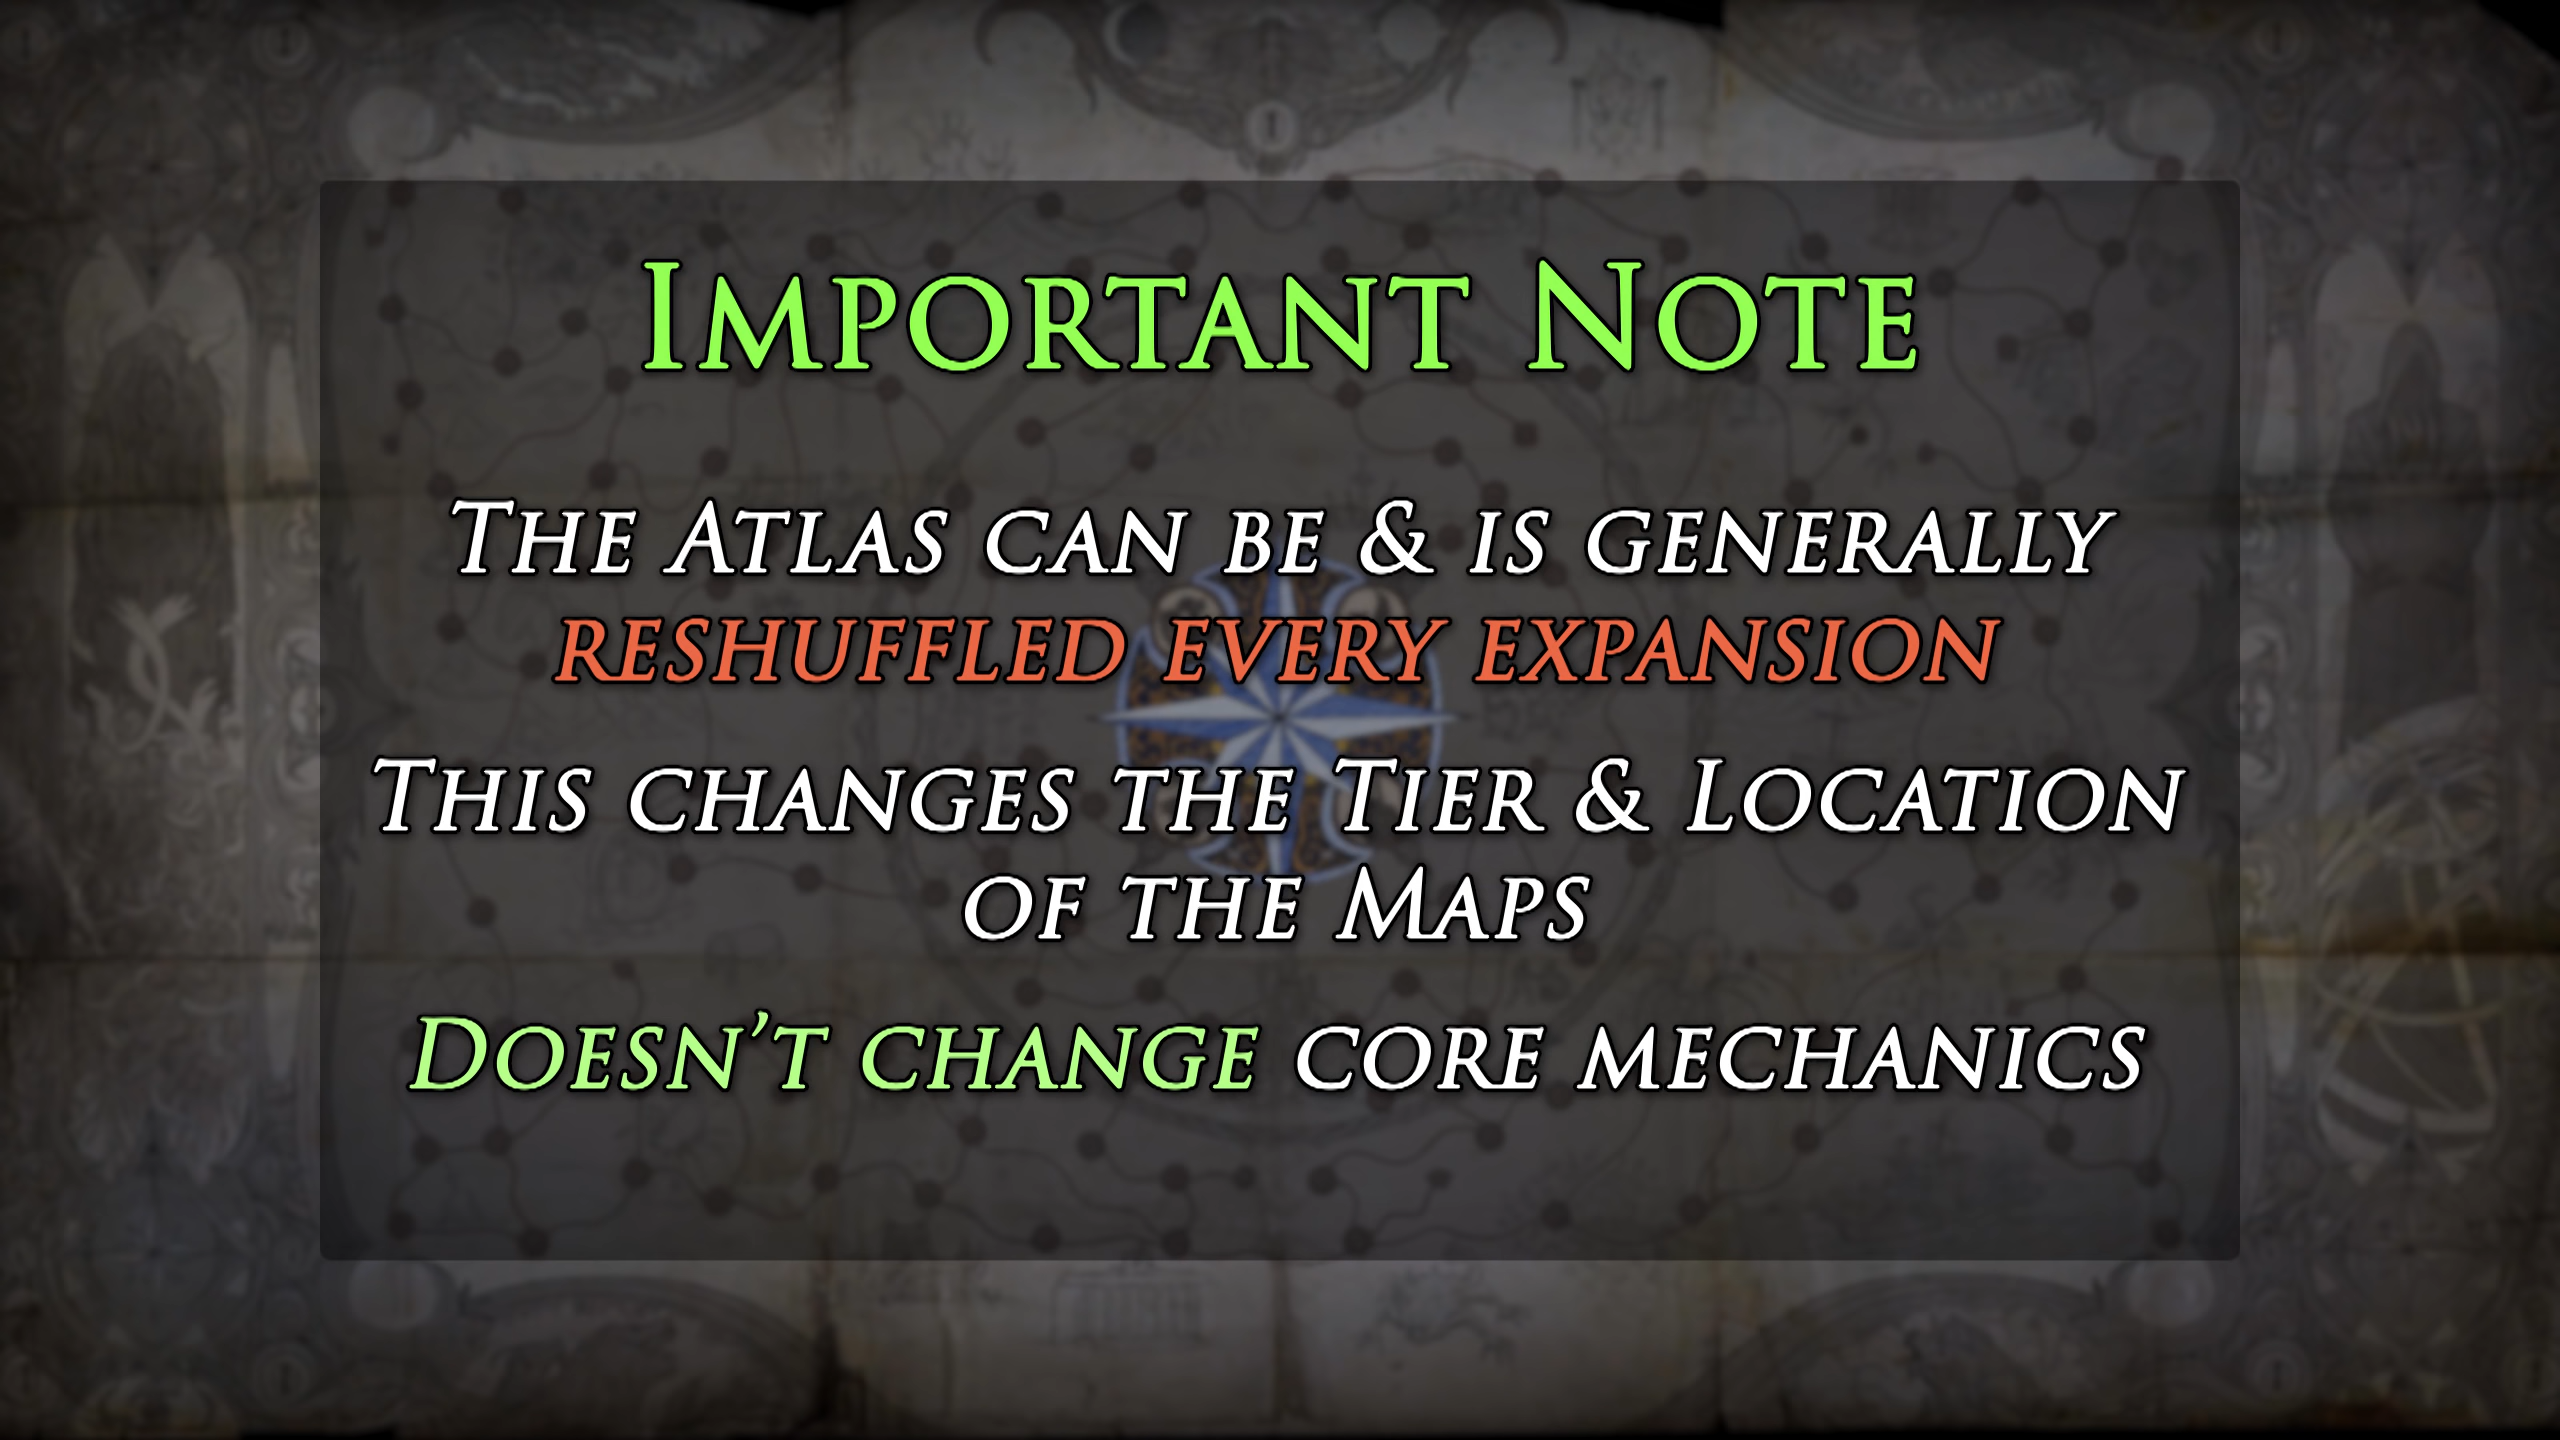 Important Note
The Atlas can be & is generally
reshuffled every expansion
This changes the Tier & Location
of the Maps
Doesn't change core mechanics